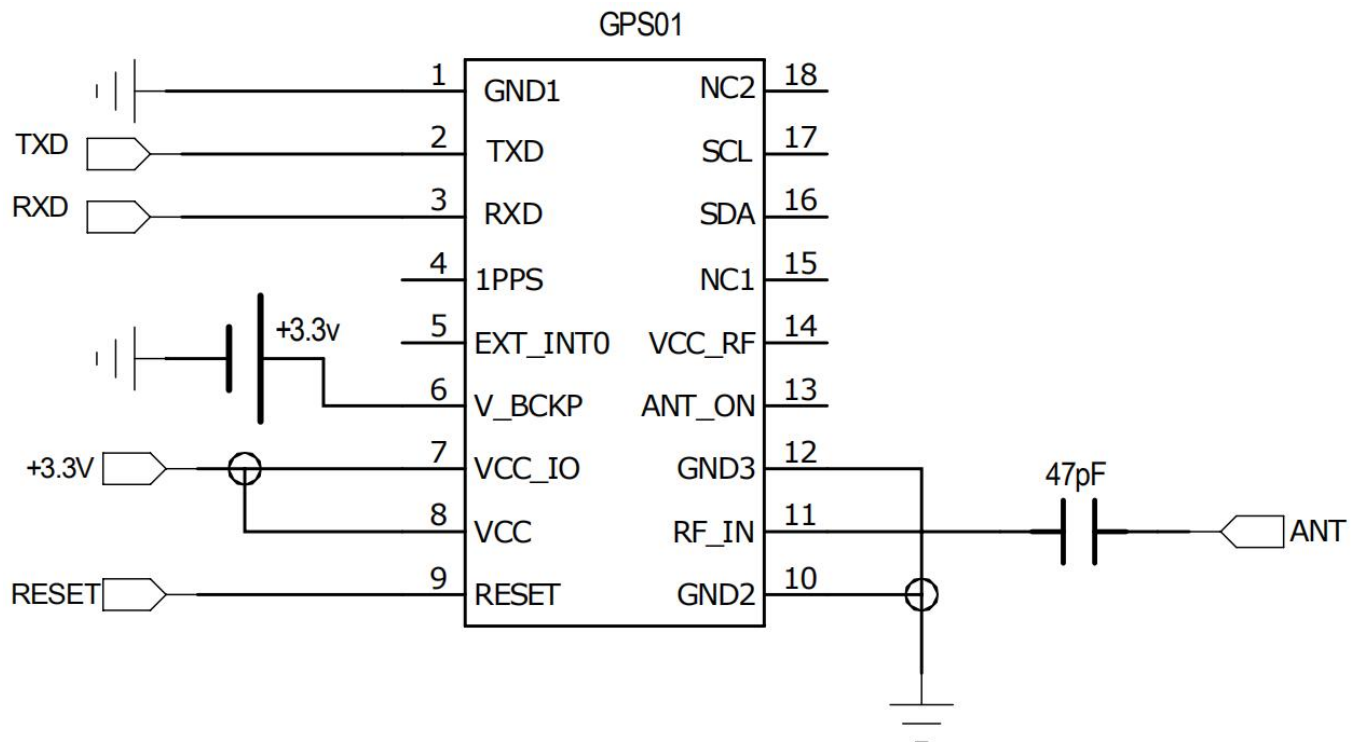 GPS01
1 GND1 NC2 18
TXD 2 TXD SCL 17
RXD 3 RXD SDA 16
4 1PPS NC1 15
+3.3v 5 EXT_INT0 VCC_RF 14
6 V_BCKP ANT_ON 13
+3.3V 7 VCC_IO GND3 12
47pF
8 VCC RF_IN 11 ANT
RESET 9 RESET GND2 10